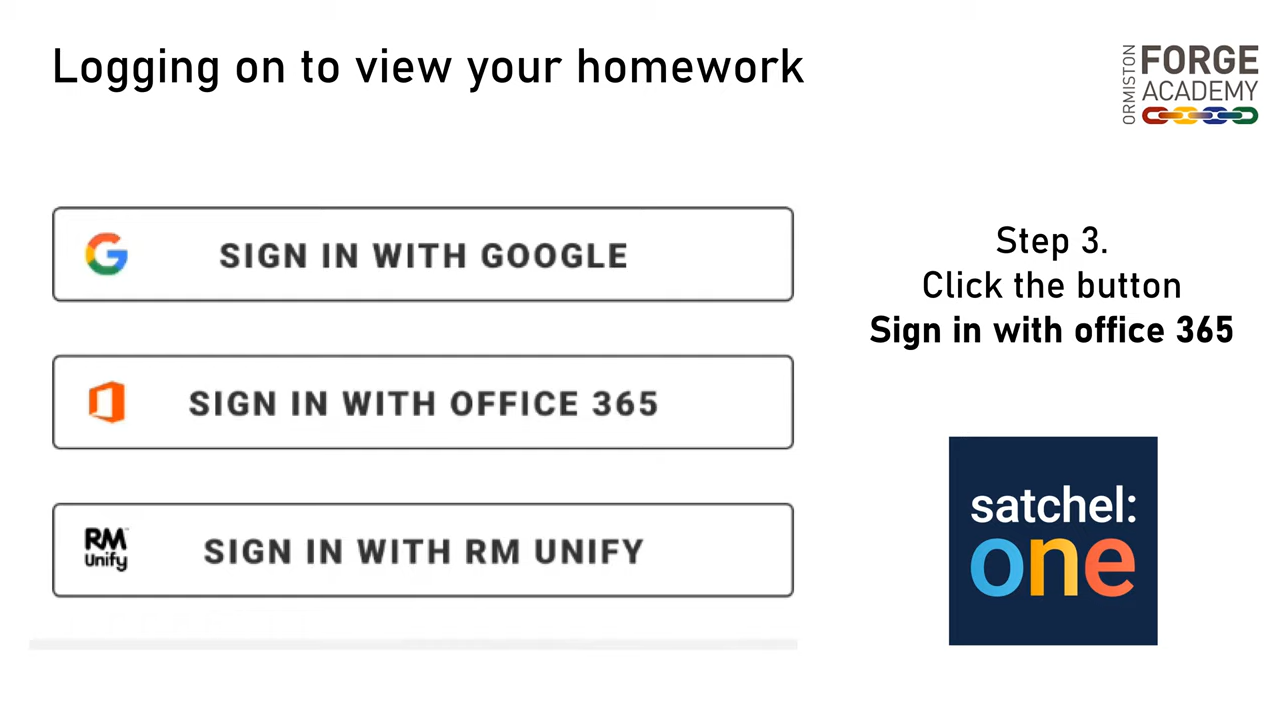 Logging on to view your homework
ORMISTON
FORGE
ACADEMY
SIGN IN WITH GOOGLE
SIGN IN WITH OFFICE 365
RM Unify
SIGN IN WITH RM UNIFY
Step 3.
Click the button
Sign in with office 365
satchel:
one